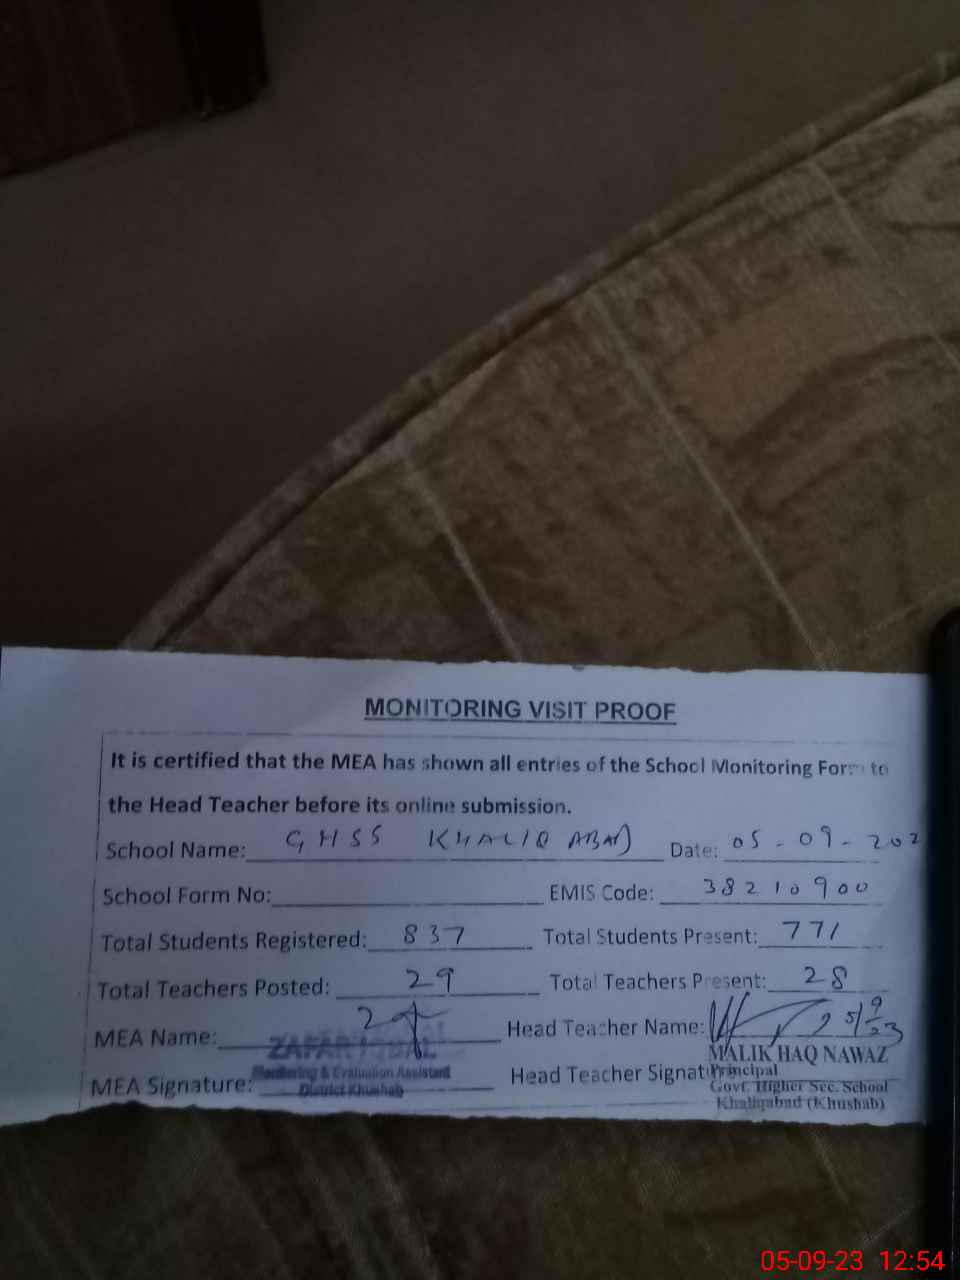 MONITORING VISIT PROOF
It is certified that the MEA has shown all entries of the School Monitoring Form to
the Head Teacher before its online submission.
School Name: GHSS KHALIQABAD Date: 05-09-202
School Form No: EMIS Code: 38210900
Total Students Registered: 837 Total Students Present: 771
Total Teachers Posted: 29 Total Teachers Present: 28
MEA Name: Head Teacher Name: 5/9/23
ZAFAR IQBAL
MALIK HAQ NAWAZ
Monitoring & Evaluation Assistant
Principal
MEA Signature: District Khushab Head Teacher Signat
Govt. Higher Sec. School
Khaliqabad (Khushab)
05-09-23 12:54